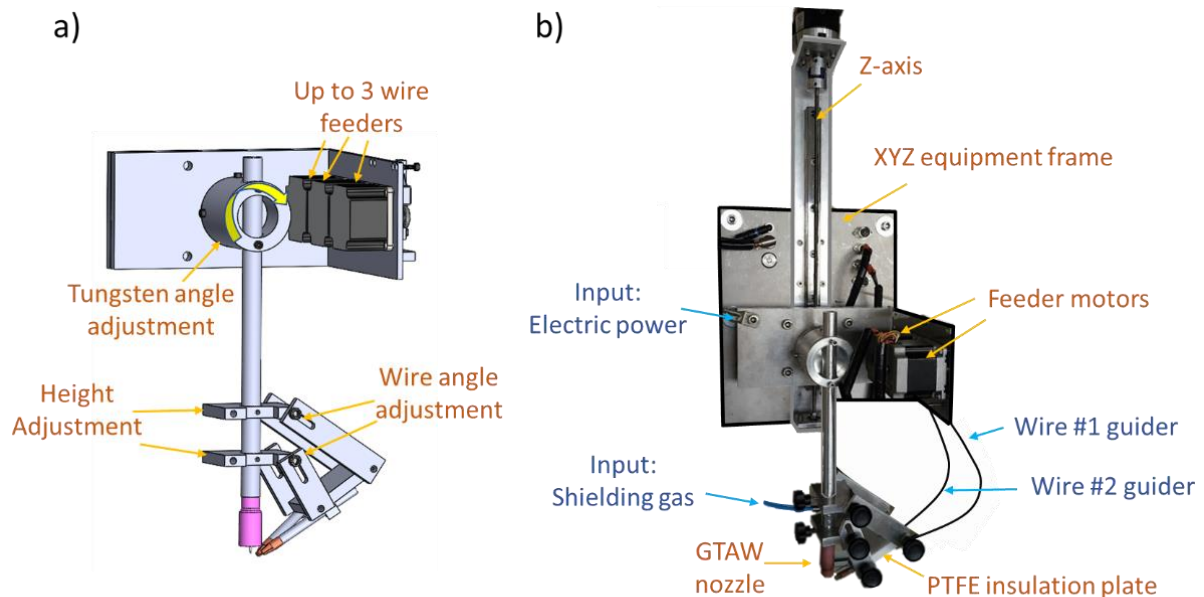 a)
Up to 3 wire
feeders
Tungsten angle
adjustment
Height
Adjustment
Wire angle
adjustment
b)
Z-axis
XYZ equipment frame
Input:
Electric power
Feeder motors
Wire #1 guider
Wire #2 guider
Input:
Shielding gas
GTAW
nozzle
PTFE insulation plate